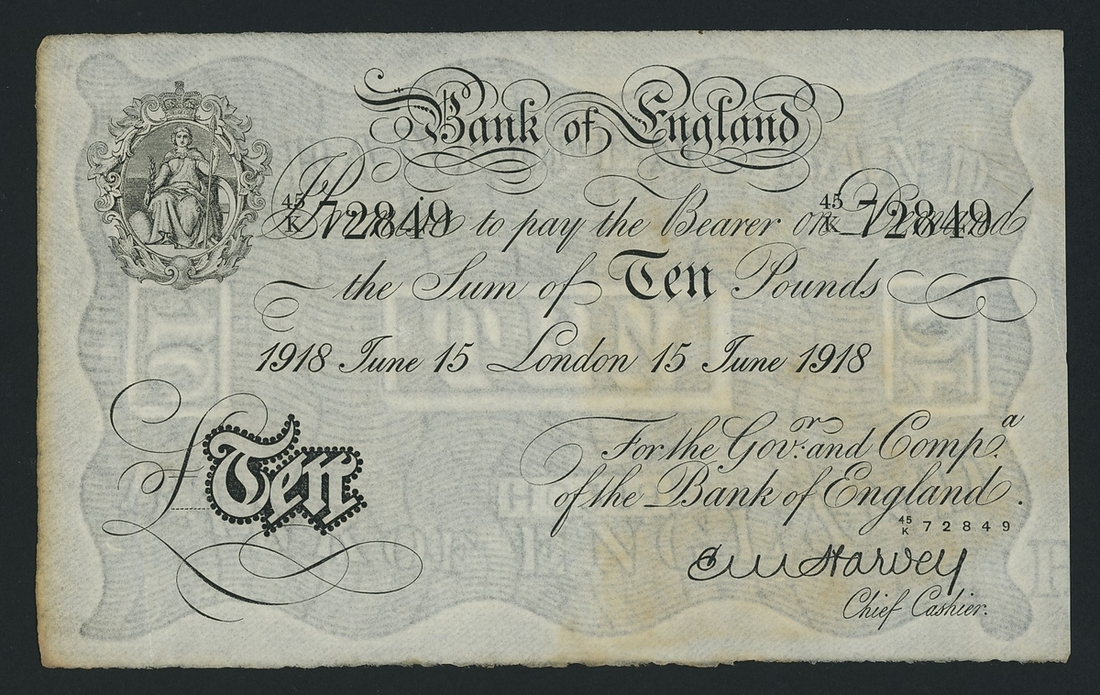 Bank of England
45/K 72849 45/K 72849
I Promise to pay the Bearer on Demand
the Sum of Ten Pounds
1918 June 15 London 15 June 1918
For the Govr. and Compa.
of the Bank of England.
£Ten
45/K 72849
E M Harvey
Chief Cashier.